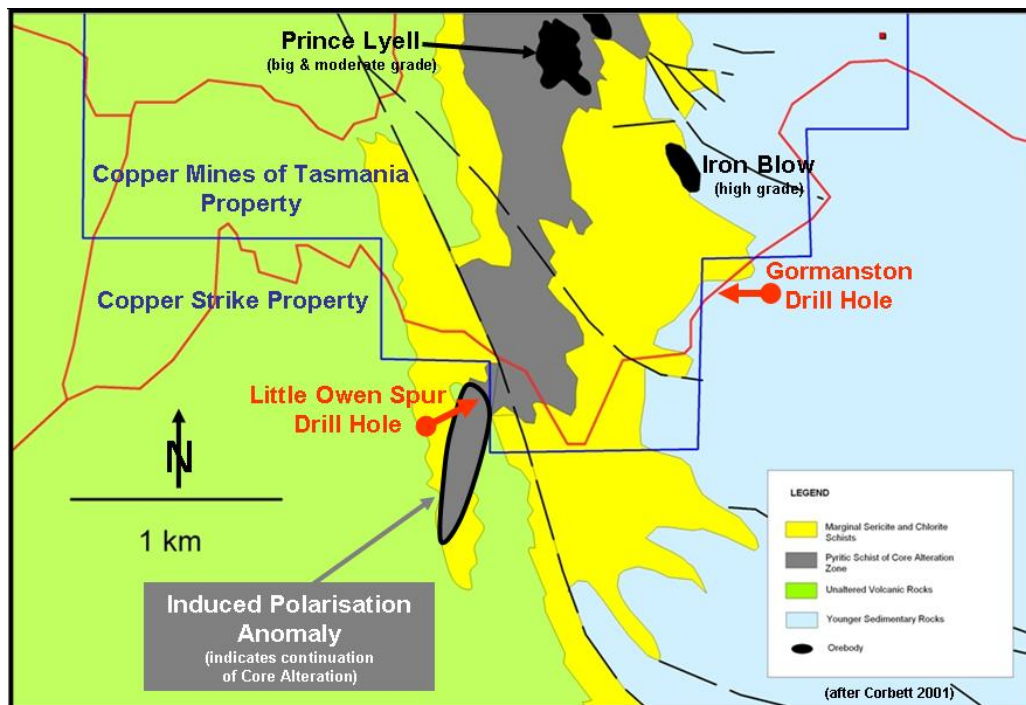 Prince Lyell
(big & moderate grade)
Iron Blow
(high grade)
Copper Mines of Tasmania
Property
Copper Strike Property
Gormanston
Drill Hole
Little Owen Spur
Drill Hole
N
1 km
Induced Polarisation
Anomaly
(indicates continuation
of Core Alteration)
LEGEND
Marginal Sericite and Chlorite
Schists
Pyritic Schist of Core Alteration
Zone
Unaltered Volcanic Rocks
Younger Sedimentary Rocks
Orebody
(after Corbett 2001)